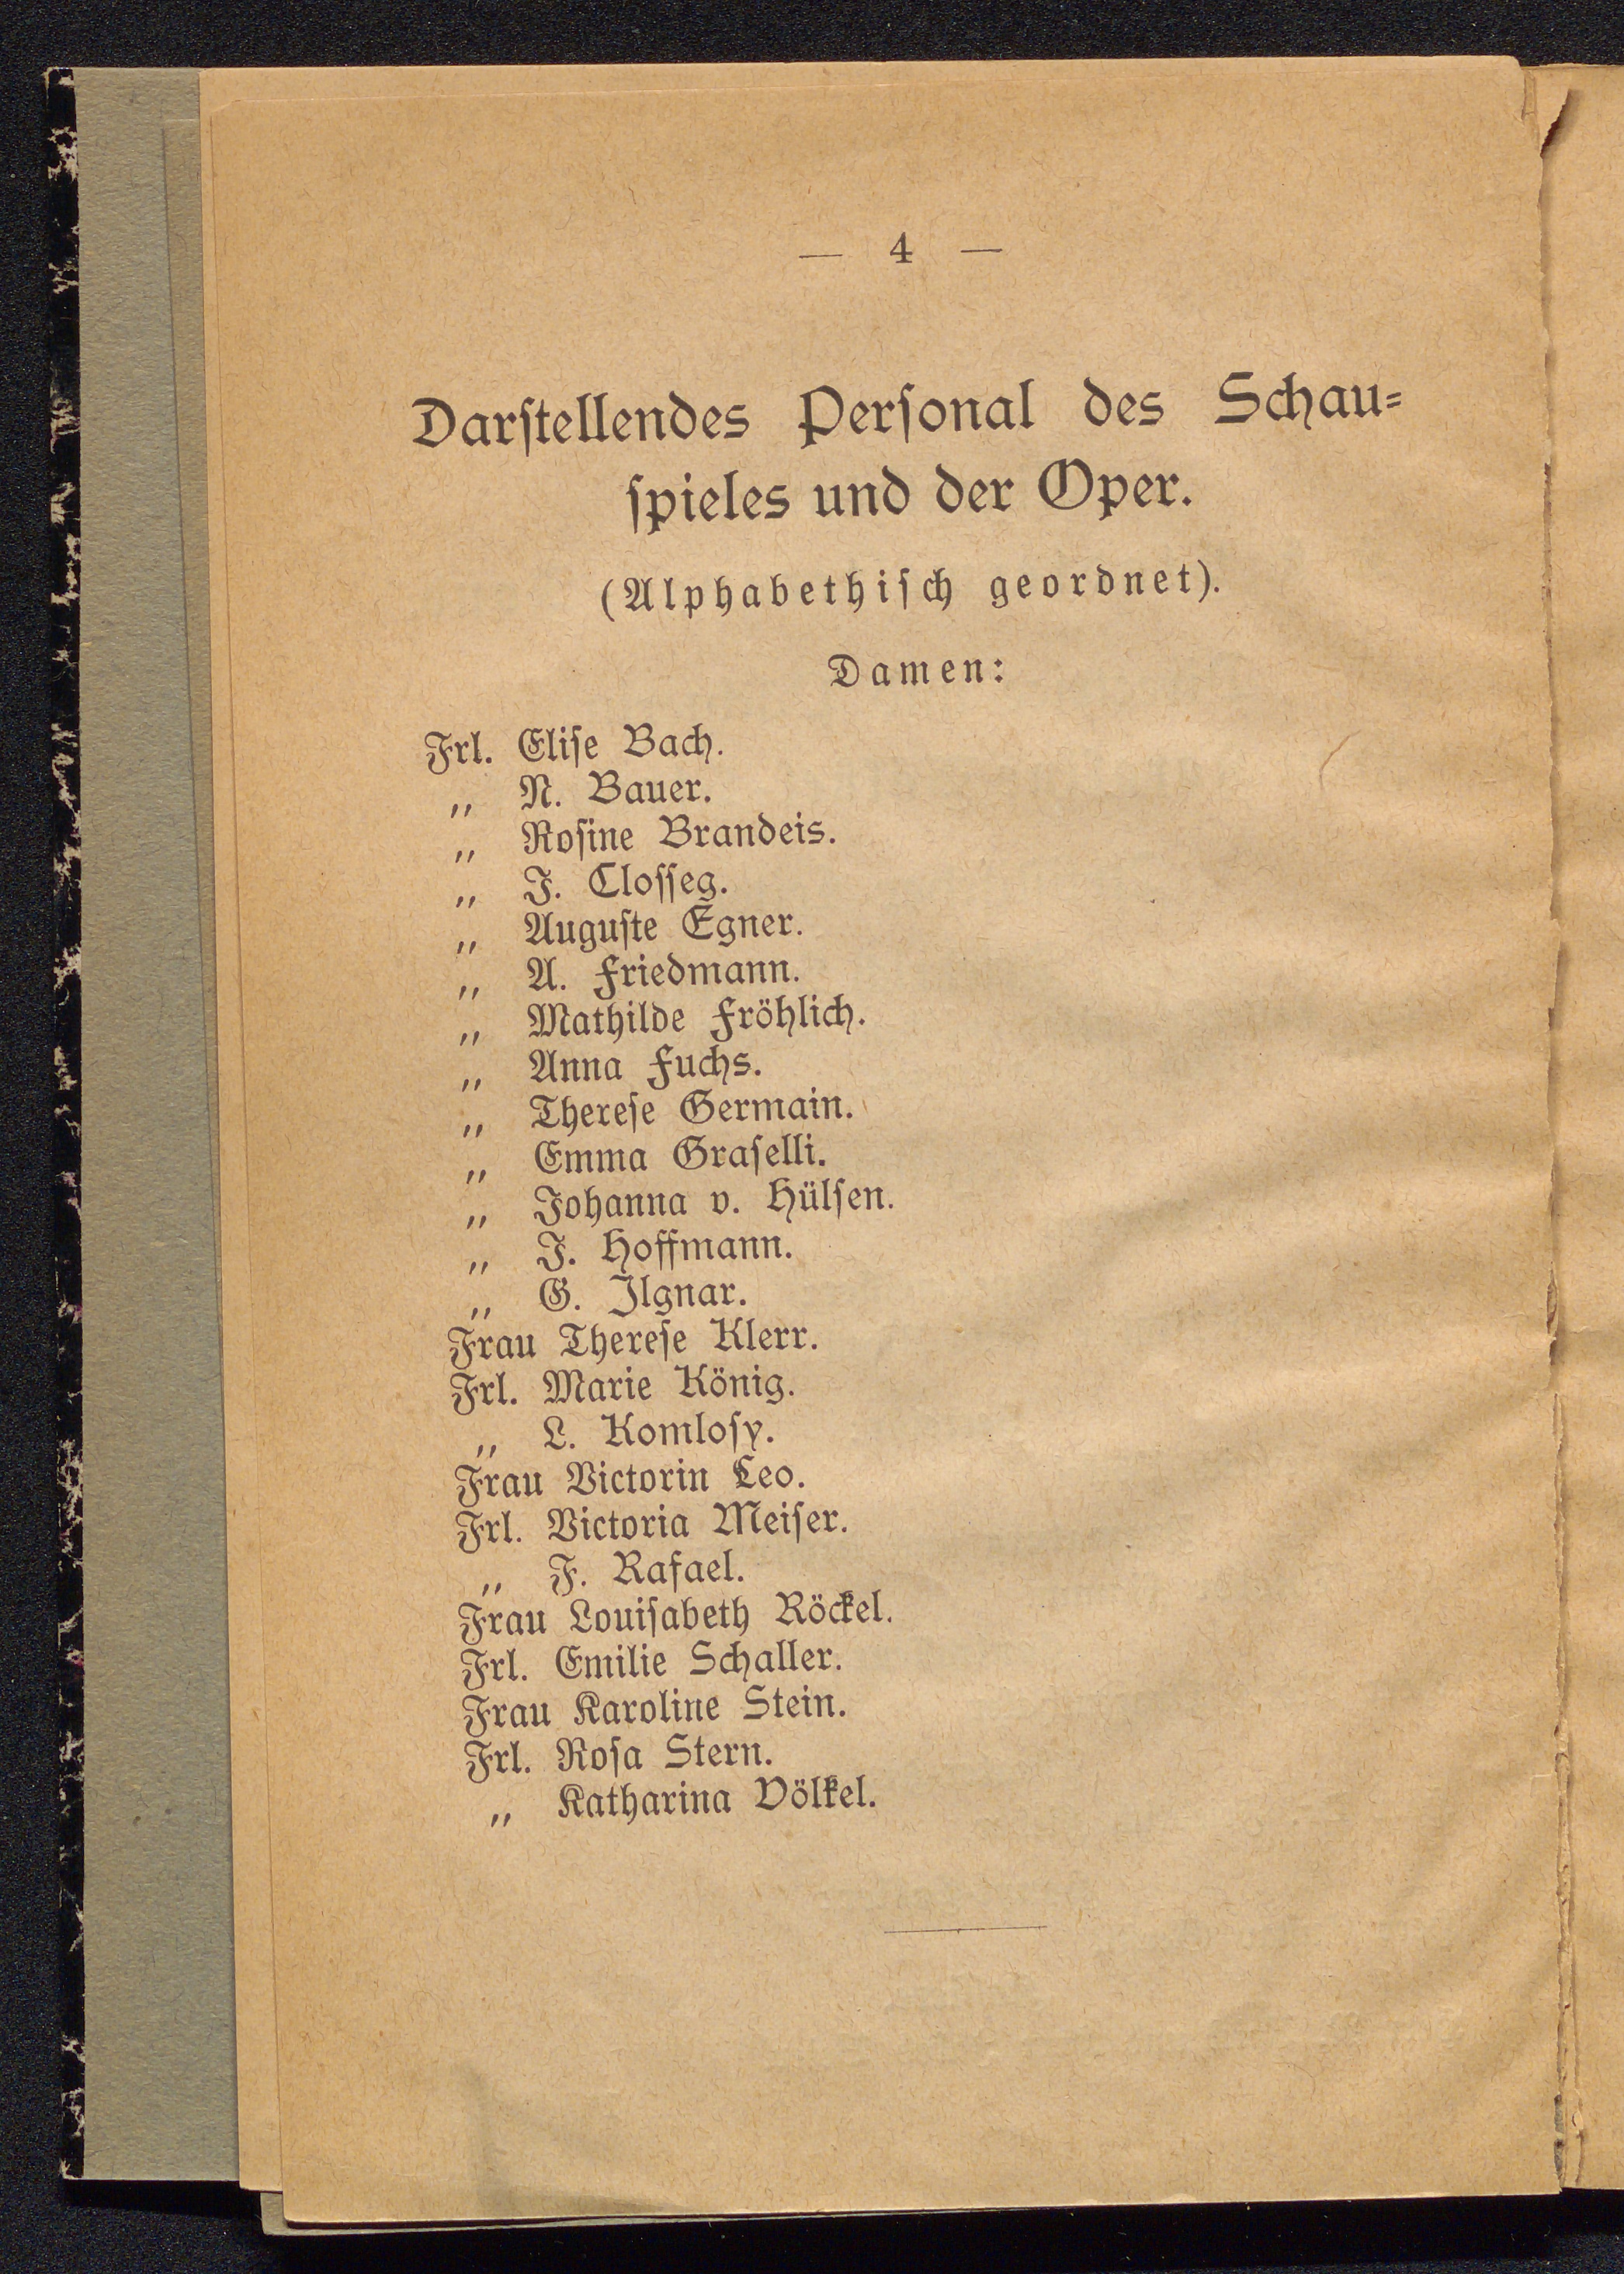 — 4 —
Darſtellendes Perſonal des Schau=
ſpieles und der Oper.
(Alphabethiſch geordnet).
Damen:
Frl. Eliſe Bach.
„ N. Bauer.
„ Roſine Brandeis.
„ J. Cloſſeg.
„ Auguſte Egner.
„ A. Friedmann.
„ Mathilde Fröhlich.
„ Anna Fuchs.
„ Thereſe Germain.
„ Emma Graſelli.
„ Johanna v. Hülſen.
„ J. Hoffmann.
„ G. Ilgnar.
Frau Thereſe Klerr.
Frl. Marie König.
„ L. Komloſy.
Frau Victorin Leo.
Frl. Victoria Meiſer.
„ F. Rafael.
Frau Louiſabeth Röckel.
Frl. Emilie Schaller.
Frau Karoline Stein.
Frl. Roſa Stern.
„ Katharina Völkel.